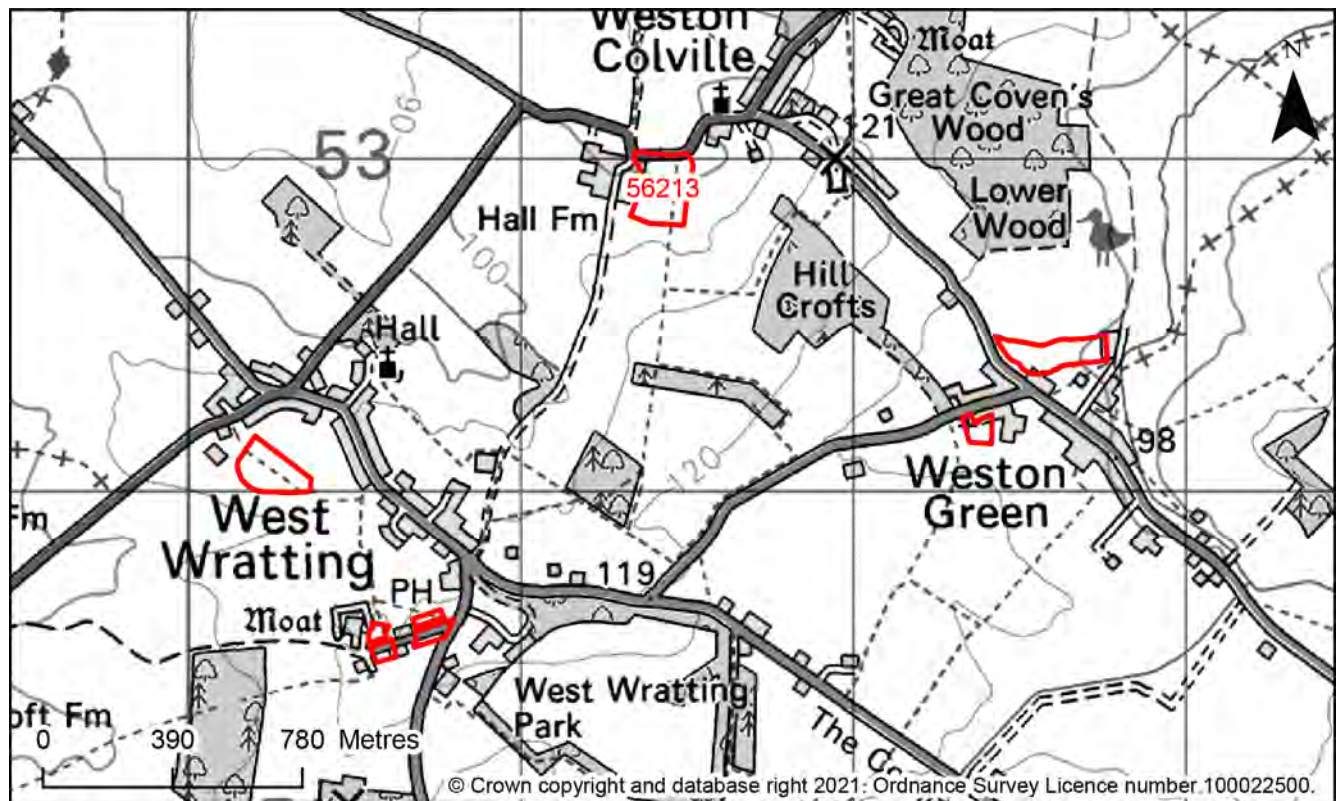 Weston
Colville
Moat
N
Great Coven's
Wood
121
53
90
56213
Lower
Wood
Hall Fm
100
Hill
Crofts
Hall
98
120
Weston
Green
Fm
West
Wratting
119
PH
Moat
West Wratting
Park
oft Fm
The Gr
0 390 780 Metres
© Crown copyright and database right 2021. Ordnance Survey Licence number 100022500.